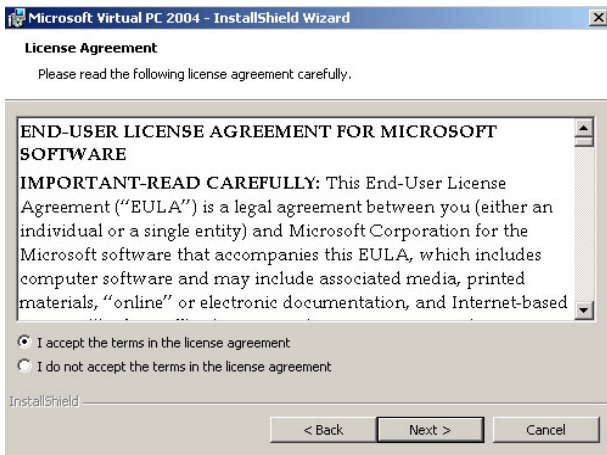 Microsoft Virtual PC 2004 - InstallShield Wizard
License Agreement
Please read the following license agreement carefully.
END-USER LICENSE AGREEMENT FOR MICROSOFT
SOFTWARE
IMPORTANT-READ CAREFULLY: This End-User License
Agreement (“EULA”) is a legal agreement between you (either an
individual or a single entity) and Microsoft Corporation for the
Microsoft software that accompanies this EULA, which includes
computer software and may include associated media, printed
materials, “online” or electronic documentation, and Internet-based
I accept the terms in the license agreement
I do not accept the terms in the license agreement
InstallShield
< Back Next > Cancel